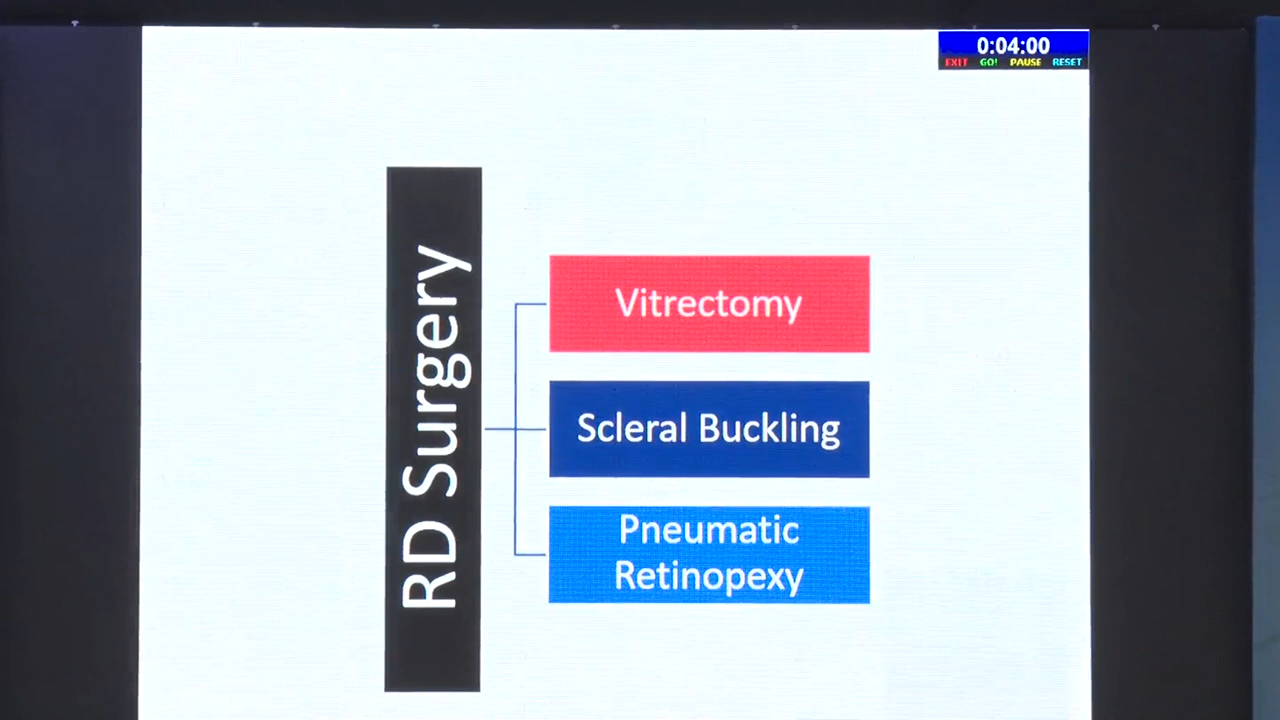 0:04:00
EXIT GO! PAUSE RESET
RD Surgery
Vitrectomy
Scleral Buckling
Pneumatic
Retinopexy